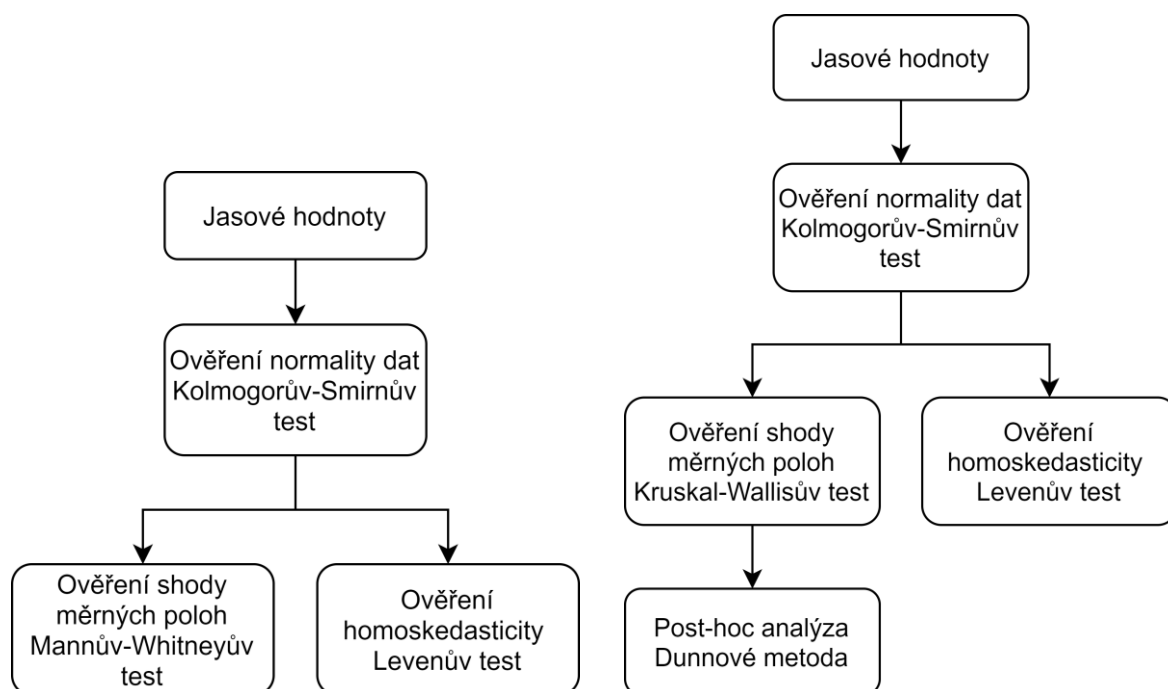 Jasové hodnoty
Ověření normality dat
Kolmogorův-Smirnův
test
Ověření shody
měrných poloh
Mannův-Whitneyův
test
Ověření
homoskedasticity
Levenův test
Jasové hodnoty
Ověření normality dat
Kolmogorův-Smirnův
test
Ověření shody
měrných poloh
Kruskal-Wallisův test
Ověření
homoskedasticity
Levenův test
Post-hoc analýza
Dunnové metoda